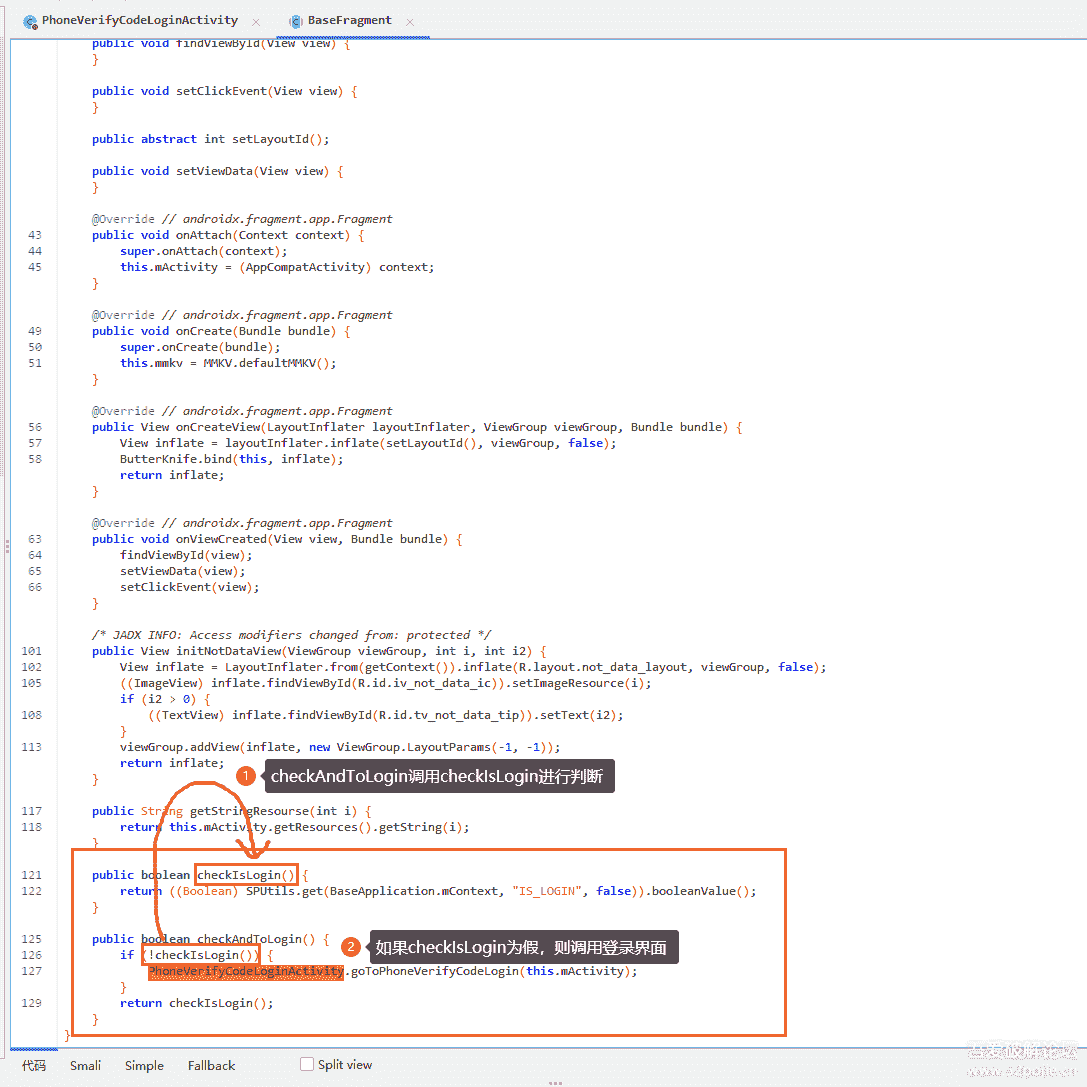 PhoneVerifyCodeLoginActivity
BaseFragment
public void findViewById(View view) {
}
public void setClickEvent(View view) {
}
public abstract int setLayoutId();
public void setViewData(View view) {
}
@Override // androidx.fragment.app.Fragment
43 public void onAttach(Context context) {
44 super.onAttach(context);
45 this.mActivity = (AppCompatActivity) context;
}
@Override // androidx.fragment.app.Fragment
49 public void onCreate(Bundle bundle) {
50 super.onCreate(bundle);
51 this.mmkv = MMKV.defaultMMKV();
}
@Override // androidx.fragment.app.Fragment
56 public View onCreateView(LayoutInflater layoutInflater, ViewGroup viewGroup, Bundle bundle) {
57 View inflate = layoutInflater.inflate(setLayoutId(), viewGroup, false);
58 ButterKnife.bind(this, inflate);
return inflate;
}
@Override // androidx.fragment.app.Fragment
63 public void onViewCreated(View view, Bundle bundle) {
64 findViewById(view);
65 setViewData(view);
66 setClickEvent(view);
}
/* JADX INFO: Access modifiers changed from: protected */
101 public View initNotDataView(ViewGroup viewGroup, int i, int i2) {
102 View inflate = LayoutInflater.from(getContext()).inflate(R.layout.not_data_layout, viewGroup, false);
105 ((ImageView) inflate.findViewById(R.id.iv_not_data_ic)).setImageResource(i);
if (i2 > 0) {
108 ((TextView) inflate.findViewById(R.id.tv_not_data_tip)).setText(i2);
}
113 viewGroup.addView(inflate, new ViewGroup.LayoutParams(-1, -1));
return inflate;
}
1 checkAndToLogin调用checkIsLogin进行判断
117 public String getStringResourse(int i) {
118 return this.mActivity.getResources().getString(i);
}
121 public boolean checkIsLogin() {
122 return ((Boolean) SPUtils.get(BaseApplication.mContext, "IS_LOGIN", false)).booleanValue();
}
125 public boolean checkAndToLogin() {
2 如果checkIsLogin为假，则调用登录界面
126 if (!checkIsLogin()) {
127 PhoneVerifyCodeLoginActivity.goToPhoneVerifyCodeLogin(this.mActivity);
}
129 return checkIsLogin();
}
}
代码 Smali Simple Fallback Split view
吾爱破解论坛
www.52pojie.cn